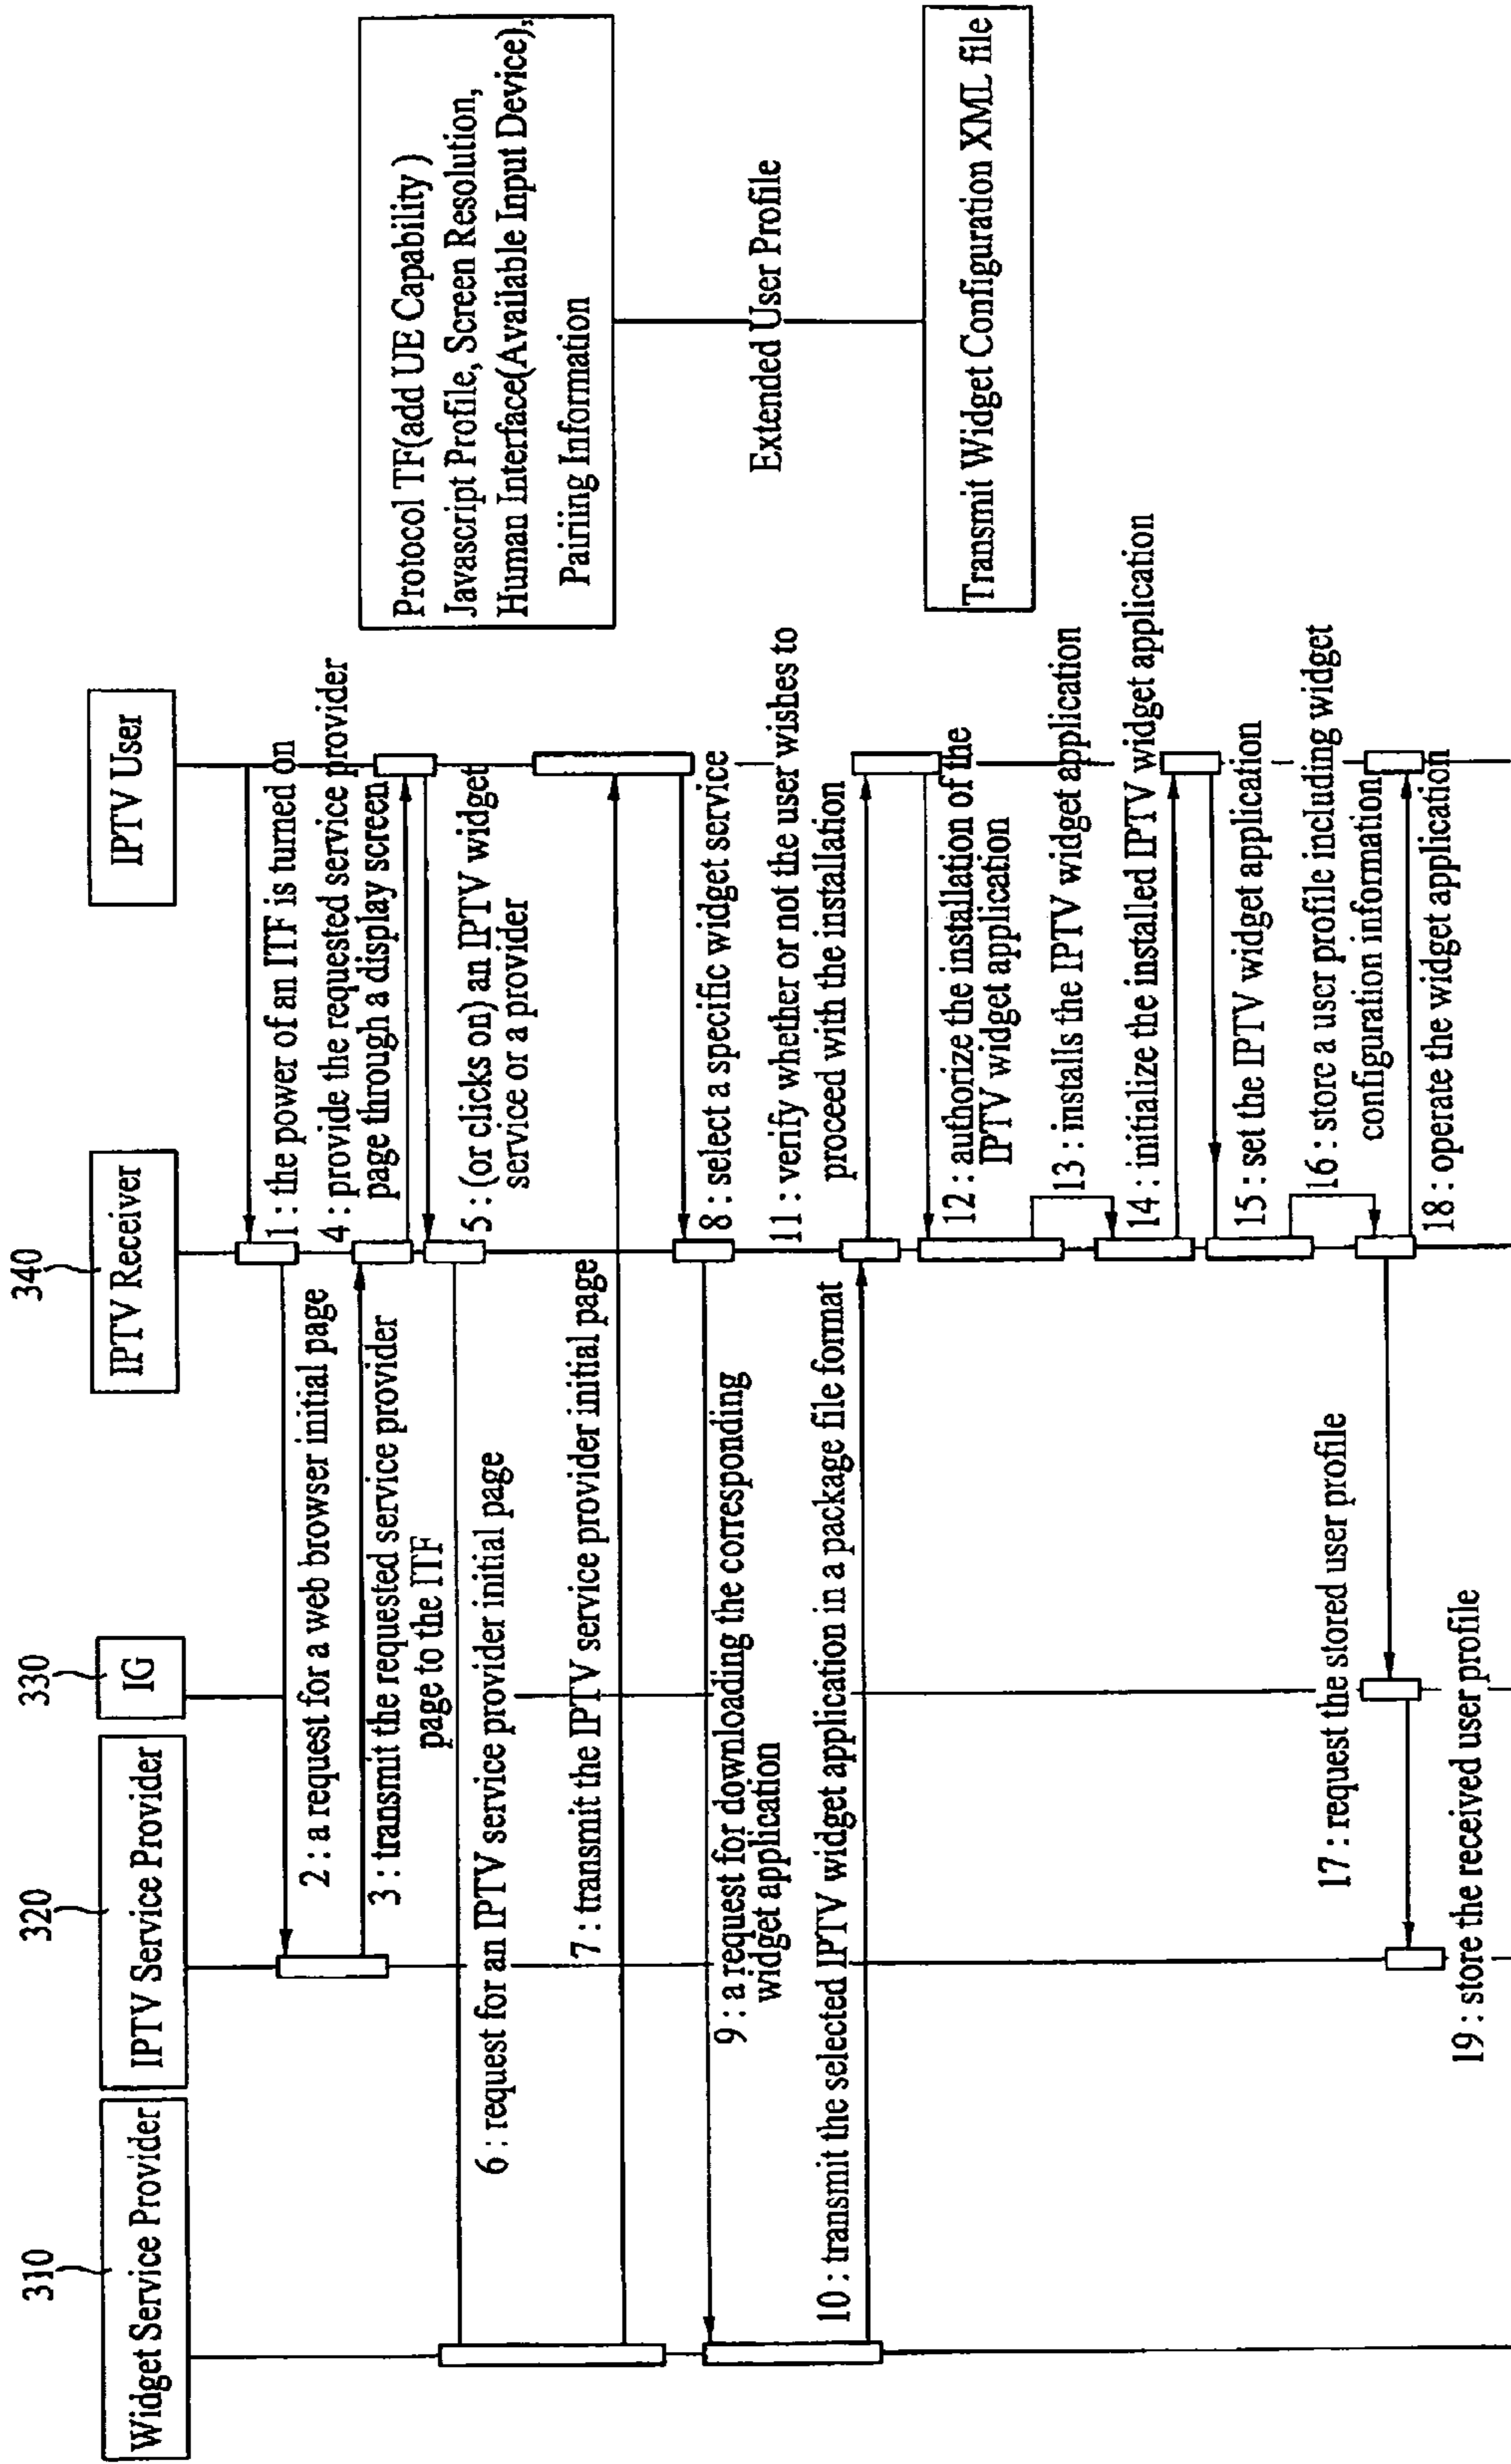 310
Widget Service Provider
320
IPTV Service Provider
330
IG
340
IPTV Receiver
IPTV User
1 : the power of an ITF is turned on
2 : a request for a web browser initial page
3 : transmit the requested service provider
page to the ITF
4 : provide the requested service provider
page through a display screen
5 : (or clicks on) an IPTV widget
service or a provider
6 : request for an IPTV service provider initial page
7 : transmit the IPTV service provider initial page
8 : select a specific widget service
9 : a request for downloading the corresponding
widget application
10 : transmit the selected IPTV widget application in a package file format
11 : verify whether or not the user wishes to
proceed with the installation
12 : authorize the installation of the
IPTV widget application
13 : installs the IPTV widget application
14 : initialize the installed IPTV widget application
15 : set the IPTV widget application
16 : store a user profile including widget
configuration information
17 : request the stored user profile
18 : operate the widget application
19 : store the received user profile
Protocol TF(add UE Capability )
Javascript Profile, Screen Resolution,
Human Interface(Available Input Device),
Pairiing Information
Extended User Profile
Transmit Widget Configuration XML file